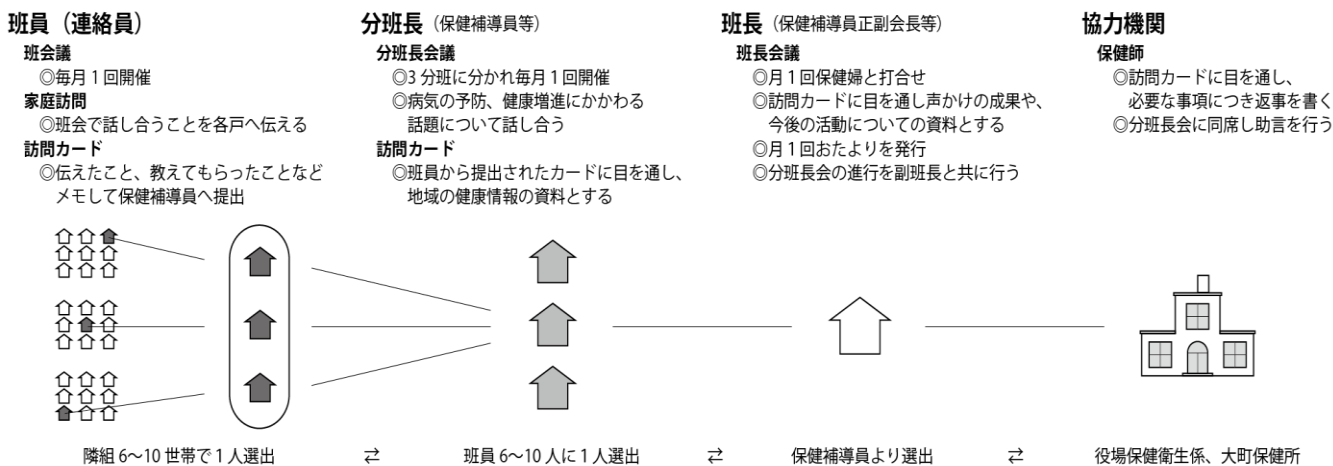 班員（連絡員）
班会議
◎毎月1回開催
家庭訪問
◎班会で話し合うことを各戸へ伝える
訪問カード
◎伝えたこと、教えてもらったことなど
メモして保健補導員へ提出
分班長（保健補導員等）
分班長会議
◎3分班に分かれ毎月1回開催
◎病気の予防、健康増進にかかわる
話題について話し合う
訪問カード
◎班員から提出されたカードに目を通し、
地域の健康情報の資料とする
班長（保健補導員正副会長等）
班長会議
◎月1回保健婦と打合せ
◎訪問カードに目を通し声かけの成果や、
今後の活動についての資料とする
◎月1回おたよりを発行
◎分班長会の進行を副班長と共に行う
協力機関
保健師
◎訪問カードに目を通し、
必要な事項につき返事を書く
◎分班長会に同席し助言を行う
隣組6〜10世帯で1人選出 ⇄ 班員6〜10人に1人選出 ⇄ 保健補導員より選出 ⇄ 役場保健衛生係、大町保健所